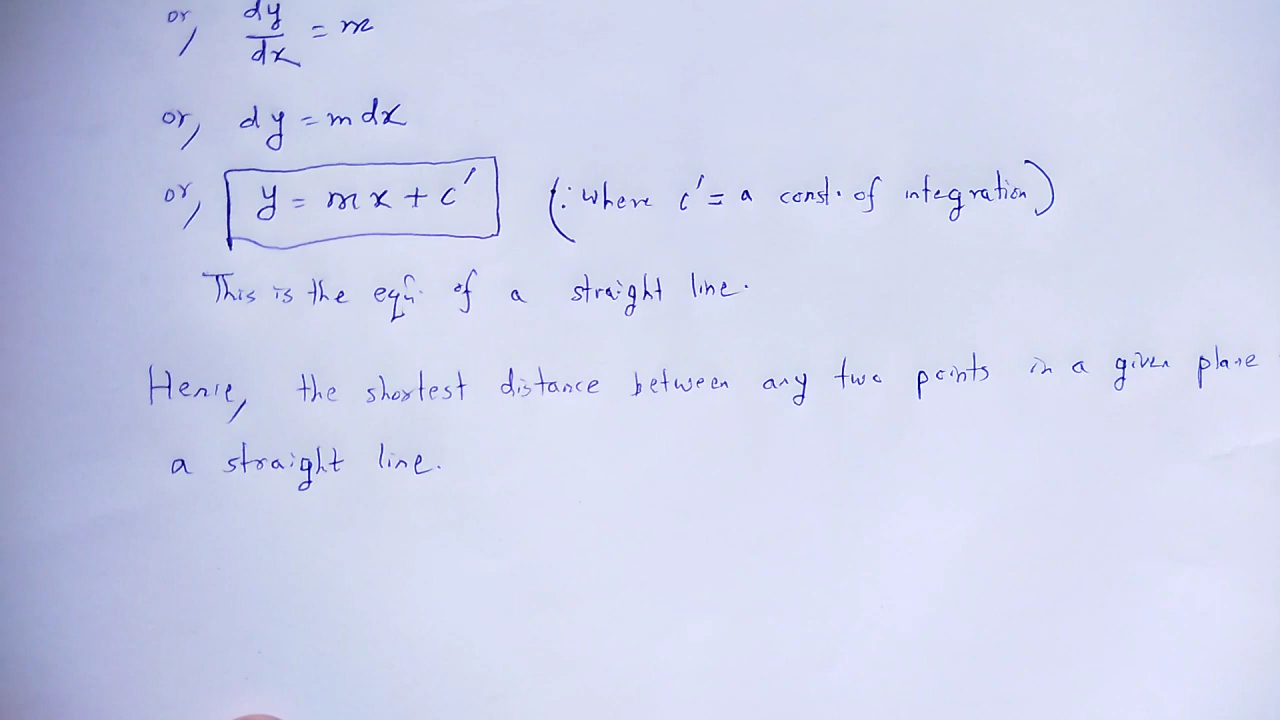 or, dy/dx = m
or, dy = m dx
or, y = mx + c' (: where c' = a const. of integration)
This is the eqn. of a straight line.
Hence, the shortest distance between any two points in a given plane
a straight line.